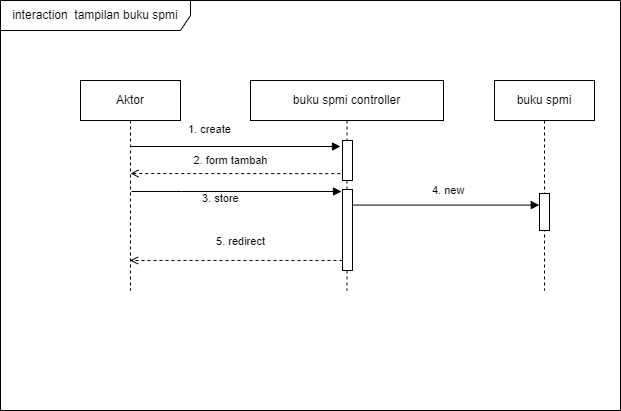 interaction  tampilan buku spmi
Aktor
buku spmi controller
buku spmi
1. create
2. form tambah
3. store
4. new
5. redirect